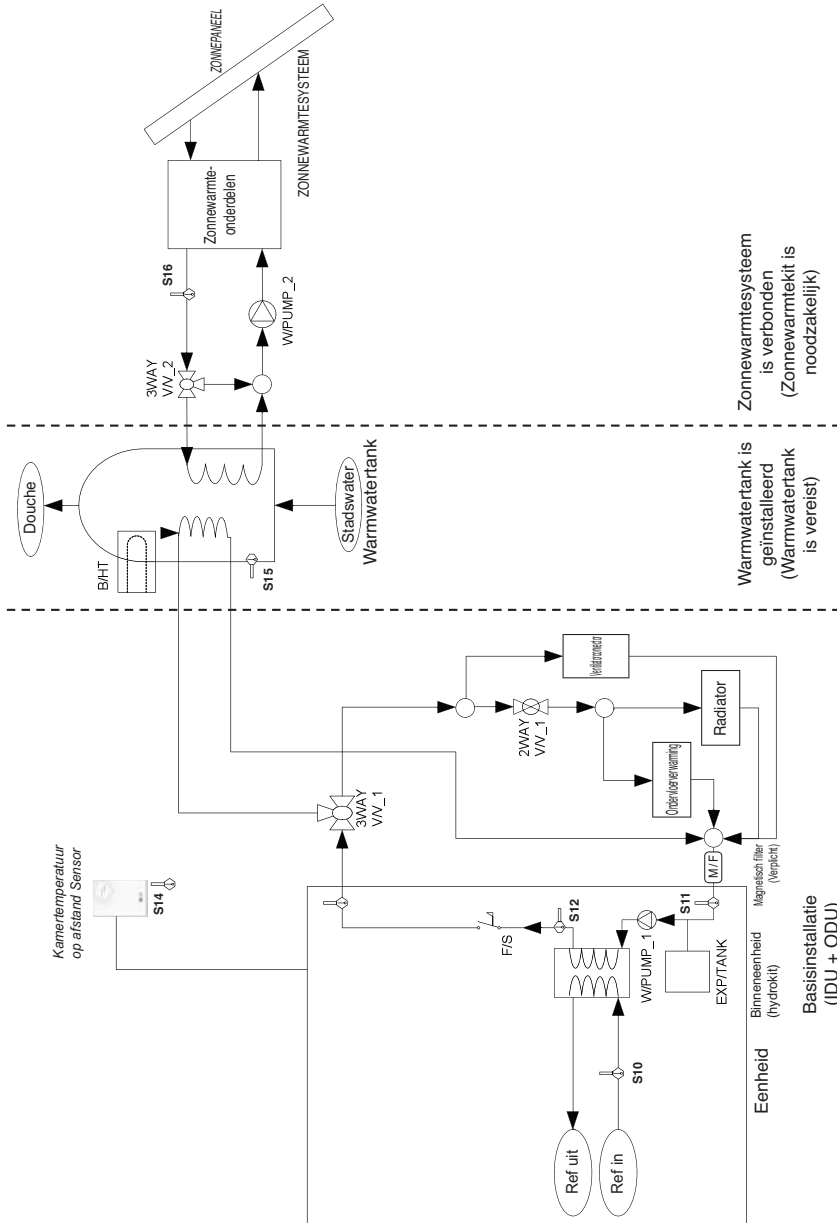 ZONNEPANEEL
ZONNEWARMTESYSTEEM
Zonnewarmte-
onderdelen
S16
W/PUMP_2
3WAY
V/V_2
Zonnewarmtesysteem
is verbonden
(Zonnewarmtekit is
noodzakelijk)
Douche
B/HT
S15
Stadswater
Warmwatertank
Warmwatertank is
geïnstalleerd
(Warmwatertank
is vereist)
Kamertemperatuur
op afstand Sensor
S14
3WAY
V/V_1
2WAY
V/V_1
Radiator
Ondervloerverwarming
M/F
Magnetisch filter
(Verplicht)
F/S
S12
S11
W/PUMP_1
EXP/TANK
S10
Ref uit
Ref in
Binneneenheid
(hydrokit)
Eenheid
Basisinstallatie
(IDU + ODU)